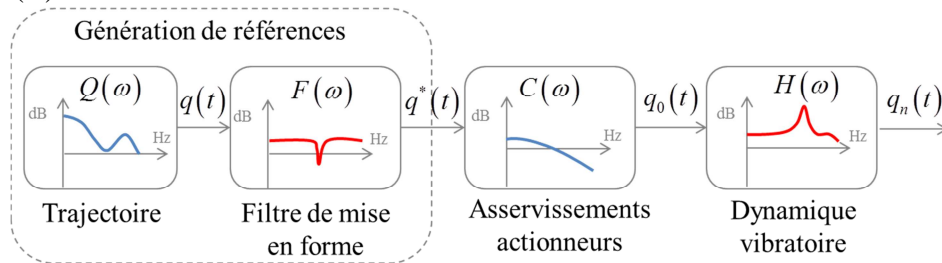 Génération de références
Q(ω)
dB
Hz
q(t)
F(ω)
dB
Hz
q*(t)
C(ω)
dB
Hz
q₀(t)
H(ω)
dB
Hz
qₙ(t)
Trajectoire
Filtre de mise
en forme
Asservissements
actionneurs
Dynamique
vibratoire